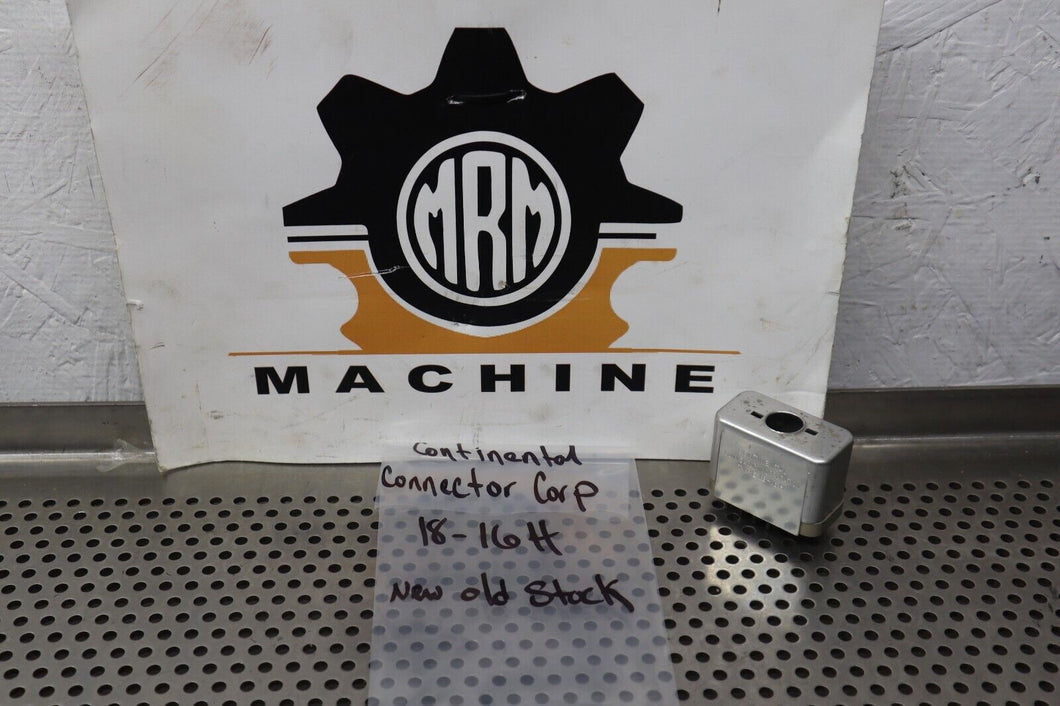 MRM
MACHINE
Continental
Connector Corp
18-16H
New old Stock